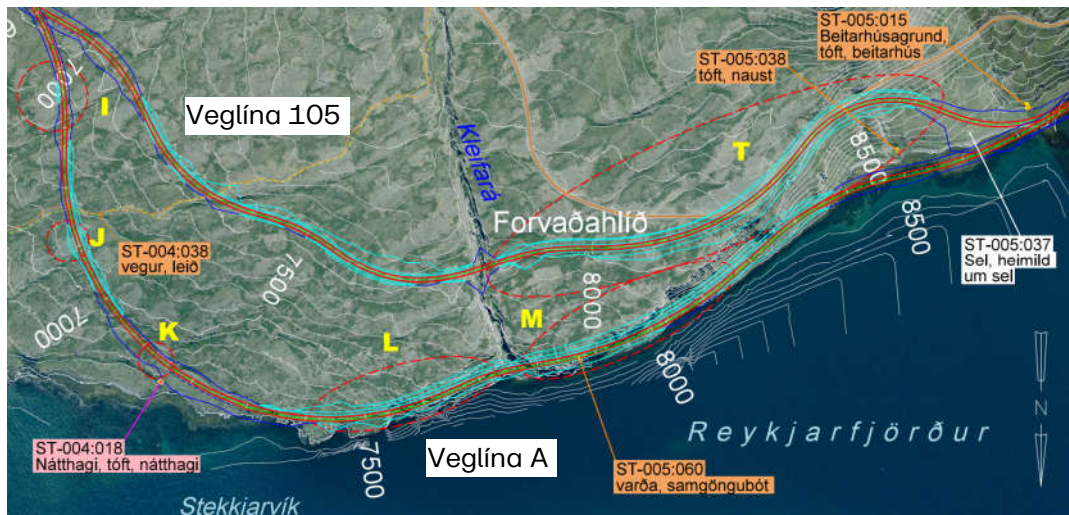 ST-005:015
Beitarhúsagrund,
tóft, beitarhús
ST-005:038
tóft, naust
7000
I
Veglína 105
Kleifará
T
8500
Forvaðahlíð
8500
J
ST-004:038
vegur, leið
7500
ST-005:037
Sel, heimild
um sel
8000
7000
K
L
M
8000
N
ST-004:018
Nátthagi, tóft, nátthagi
7500
Veglína A
Reykjarfjörður
ST-005:060
varða, samgöngubót
Stekkjarvík